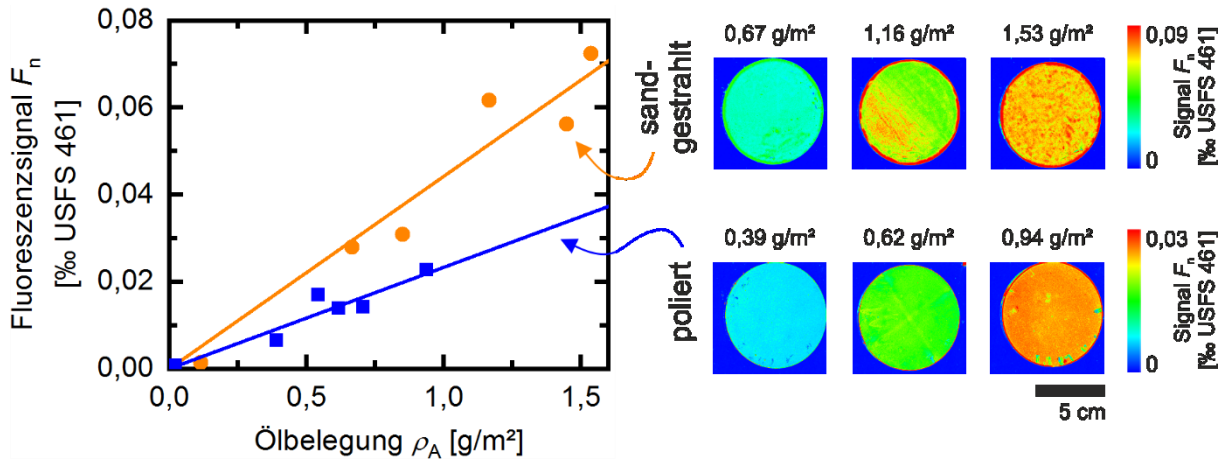 Fluoreszenzsignal Fₙ
[‰ USFS 461]
0,08
0,06
0,04
0,02
0,00
0,0
0,5
1,0
1,5
Ölbelegung ρ_A [g/m²]
sand-
gestrahlt
0,67 g/m²
1,16 g/m²
1,53 g/m²
0,09
0
Signal Fₙ
[‰ USFS 461]
poliert
0,39 g/m²
0,62 g/m²
0,94 g/m²
0,03
0
Signal Fₙ
[‰ USFS 461]
5 cm